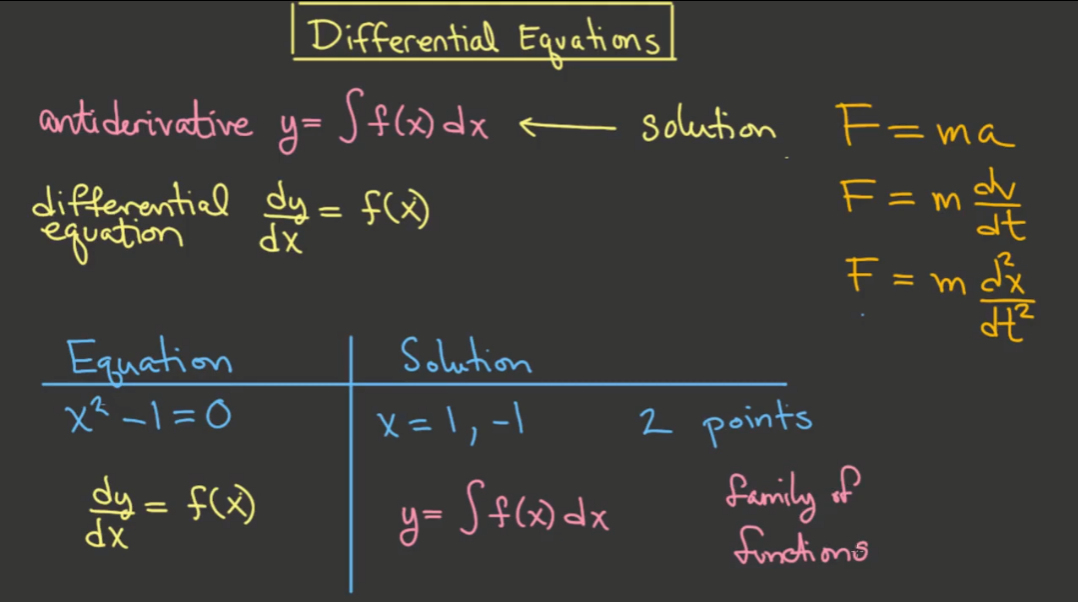 Differential Equations
antiderivative y = ∫ f(x) dx ← solution
differential equation dy/dx = f(x)
F = ma
F = m dv/dt
F = m d²x/dt²
Equation | Solution
x² - 1 = 0 | x = 1, -1 2 points
dy/dx = f(x) | y = ∫ f(x) dx family of functions